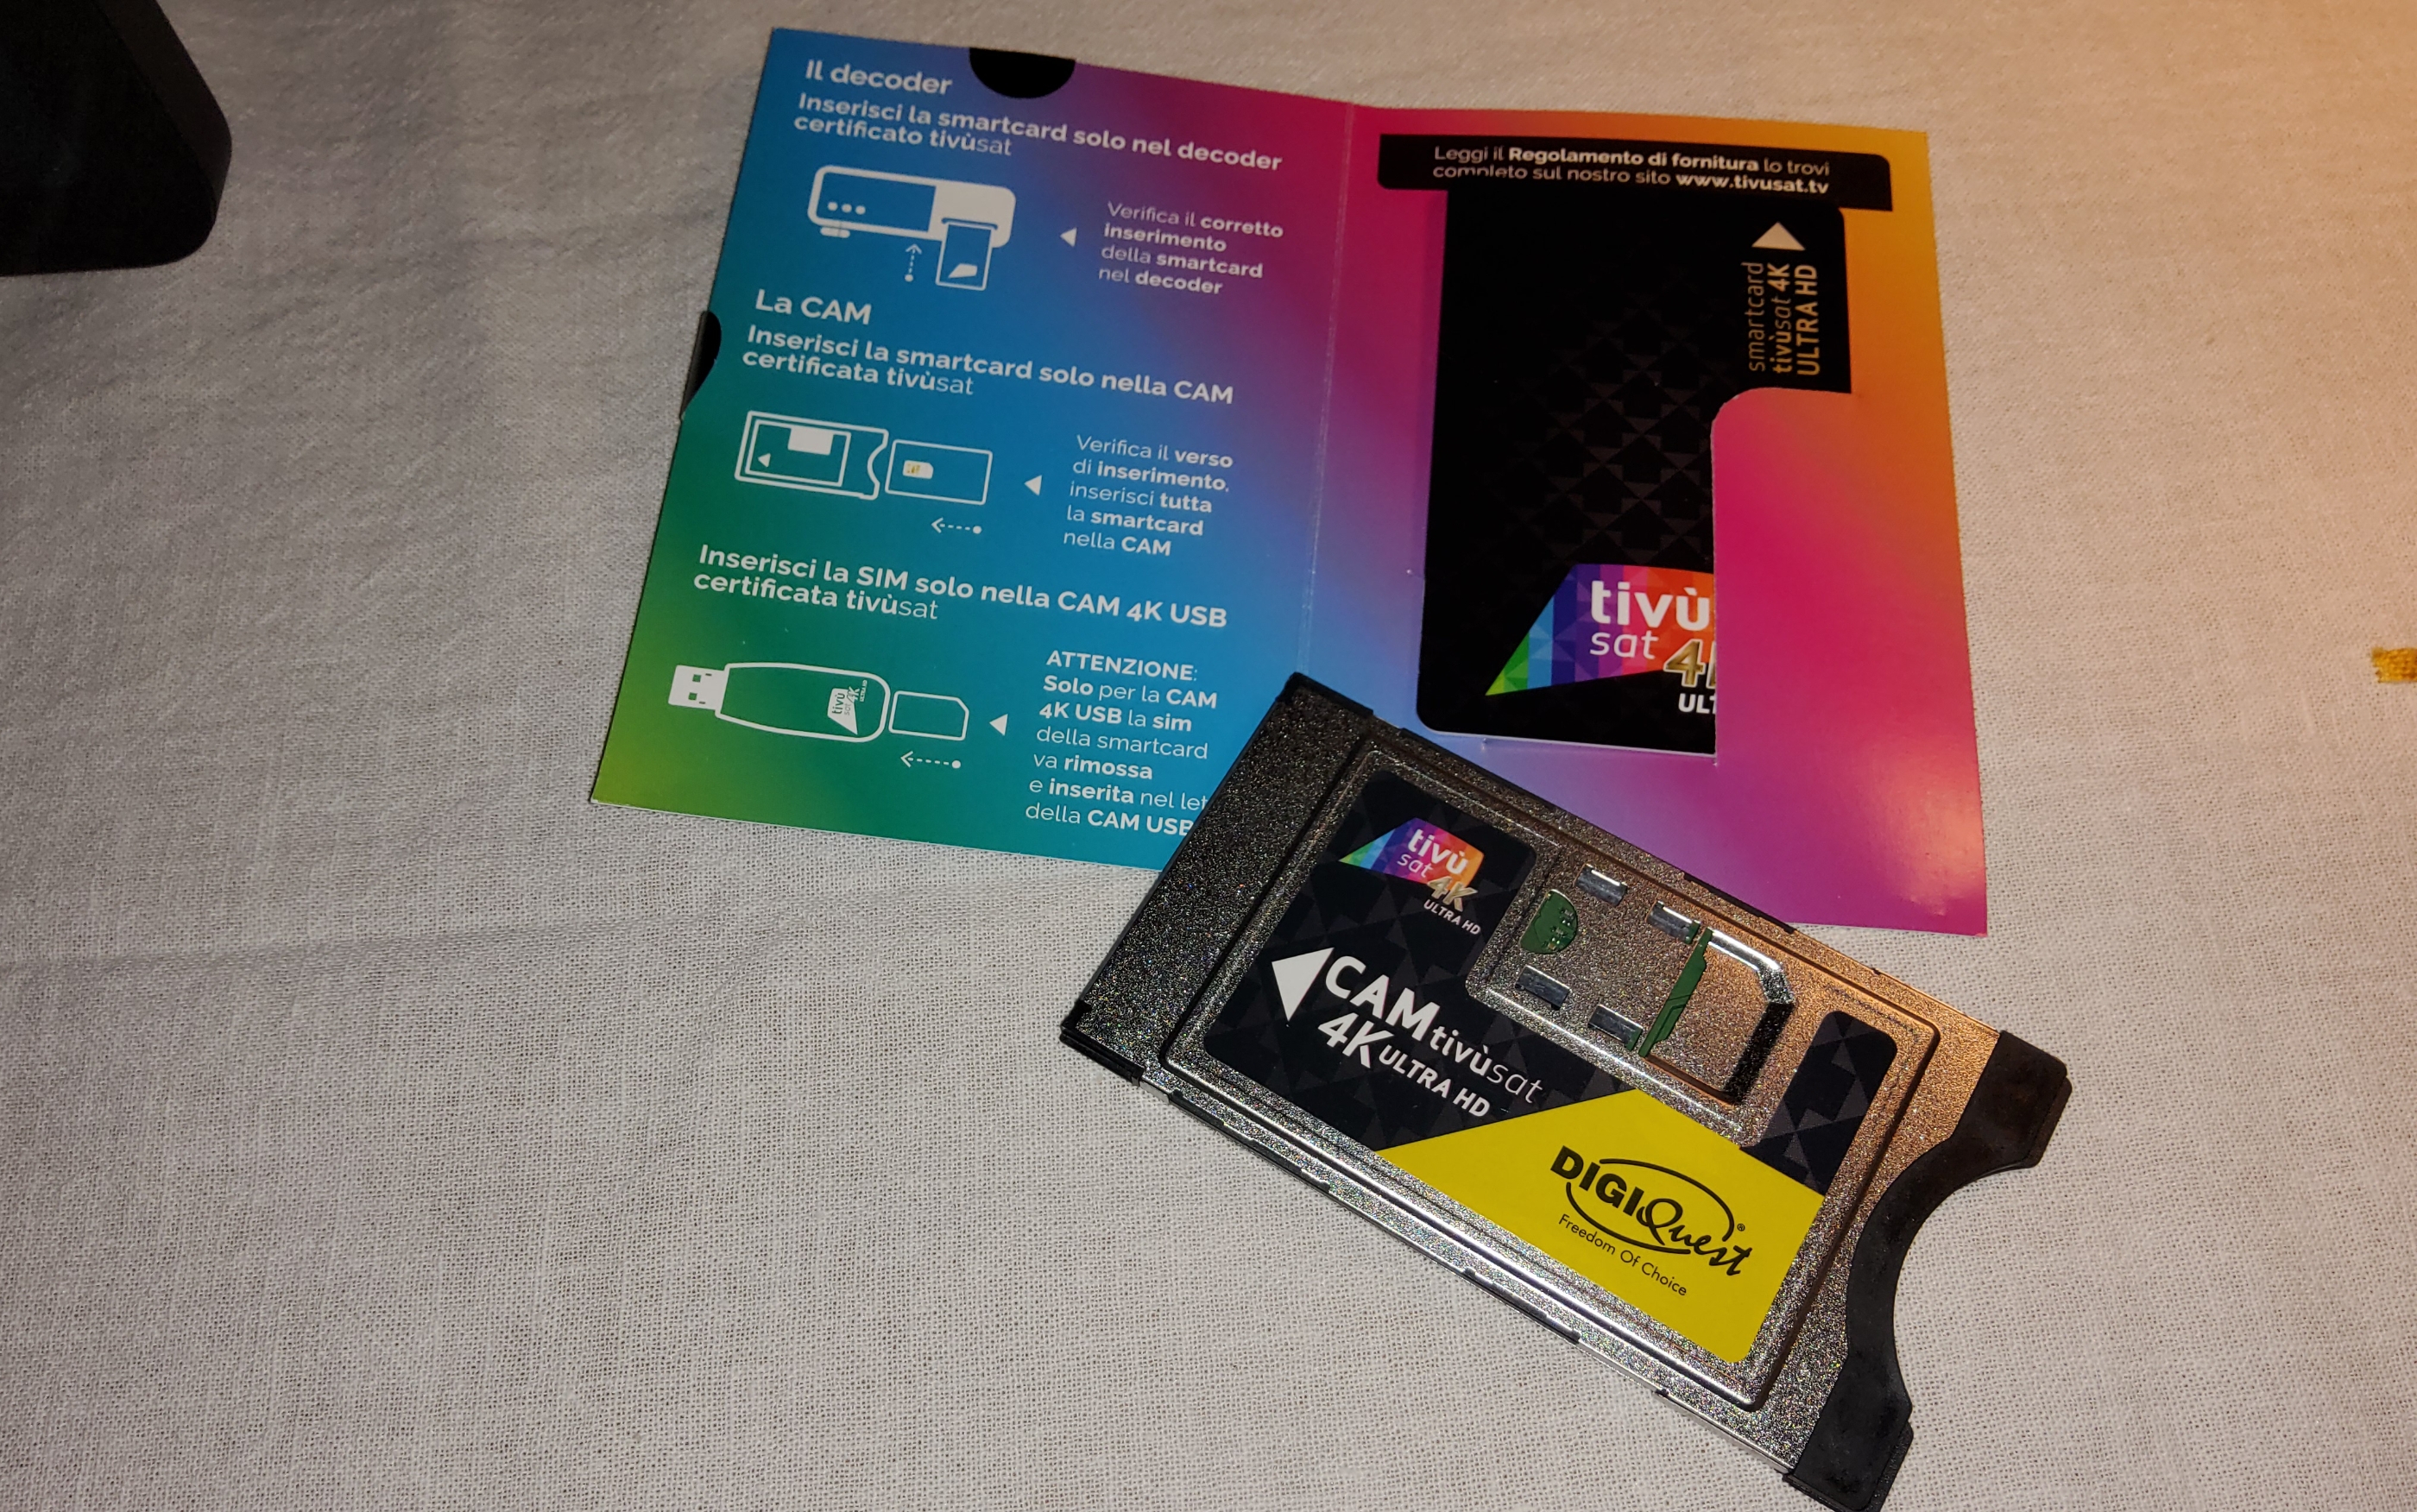 Il decoder
Inserisci la smartcard solo nel decoder
certificato tivùsat
Verifica il corretto
inserimento
della smartcard
nel decoder
La CAM
Inserisci la smartcard solo nella CAM
certificata tivùsat
Verifica il verso
di inserimento,
inserisci tutta
la smartcard
nella CAM
Inserisci la SIM solo nella CAM 4K USB
certificata tivùsat
tivù
sat 4K
ATTENZIONE:
Solo per la CAM
4K USB la sim
della smartcard
va rimossa
e inserita nel
della CAM USB
Leggi il Regolamento di fornitura lo trovi
completo sul nostro sito www.tivusat.tv
smartcard
tivùsat 4K
ULTRA HD
tivù
sat
tivù
sat 4K
ULTRA HD
CAM tivùsat
4K ULTRA HD
DIGIQuest®
Freedom Of Choice